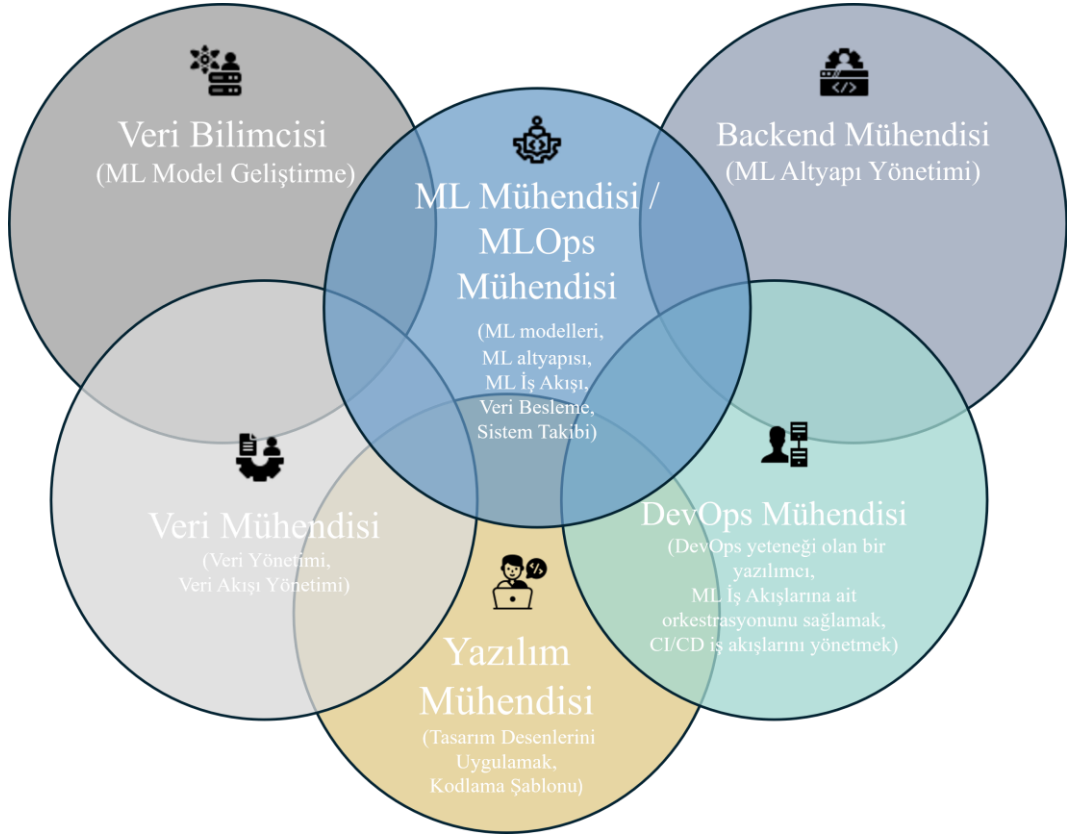 Veri Bilimcisi
(ML Model Geliştirme)
Backend Mühendisi
(ML Altyapı Yönetimi)
ML Mühendisi /
MLOps
Mühendisi
(ML modelleri,
ML altyapısı,
ML İş Akışı,
Veri Besleme,
Sistem Takibi)
Veri Mühendisi
(Veri Yönetimi,
Veri Akışı Yönetimi)
DevOps Mühendisi
(DevOps yeteneği olan bir
yazılımcı,
ML İş Akışlarına ait
orkestrasyonunu sağlamak,
CI/CD iş akışlarını yönetmek)
Yazılım
Mühendisi
(Tasarım Desenlerini
Uygulamak,
Kodlama Şablonu)